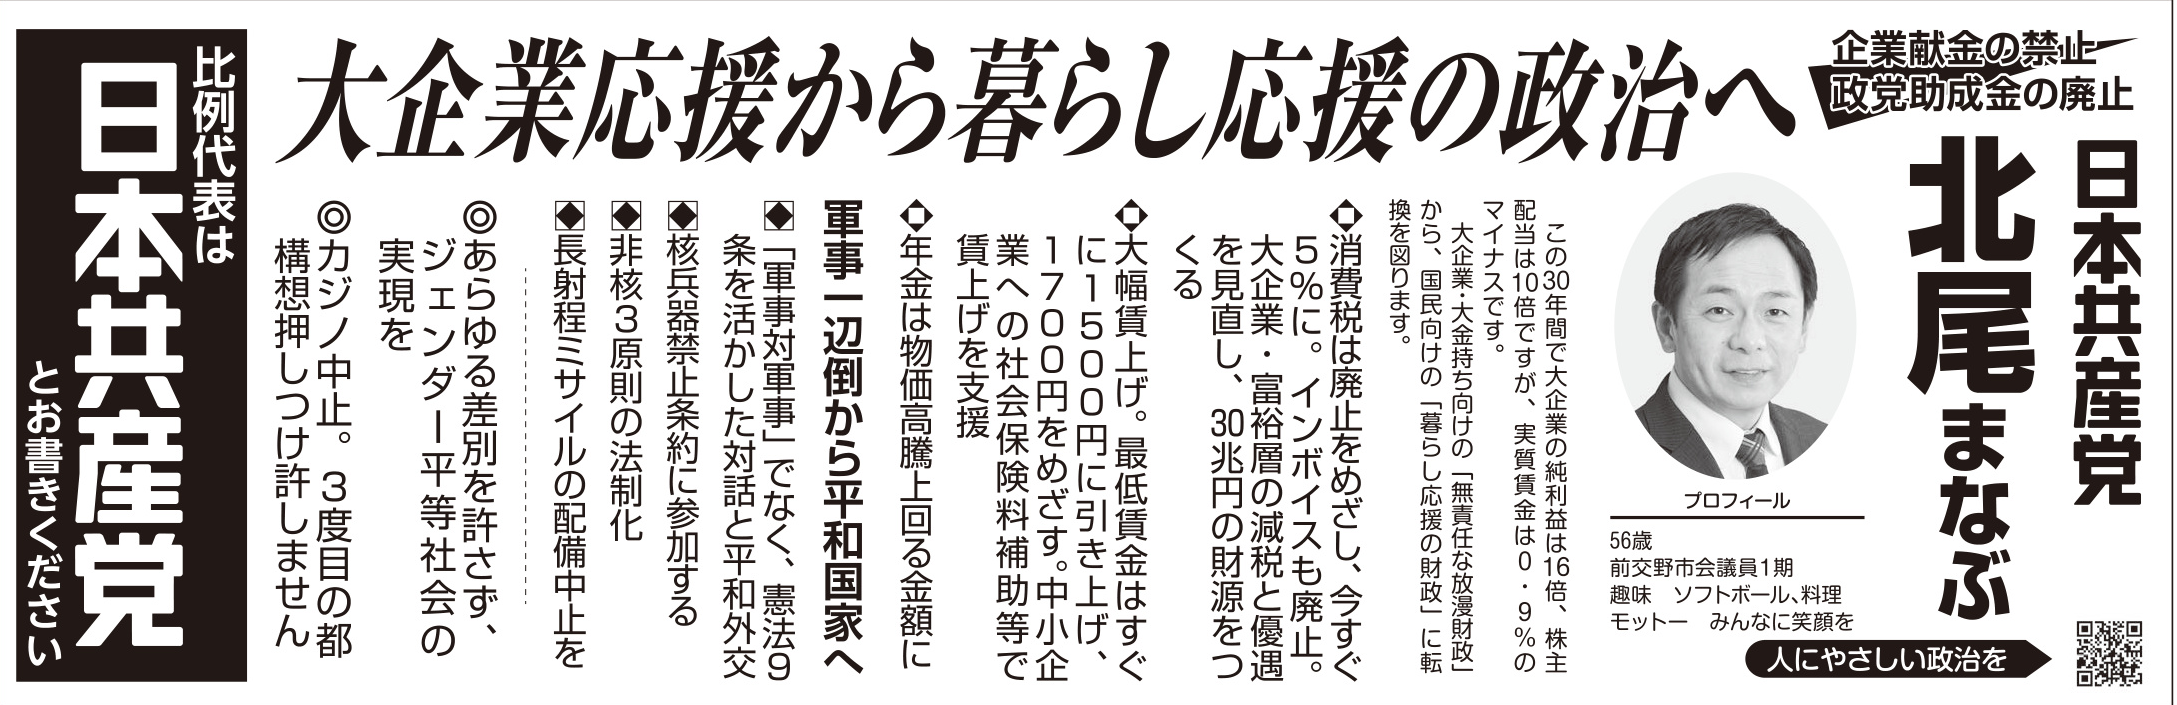 企業献金の禁止
政党助成金の廃止
日本共産党
北尾まなぶ
人にやさしい政治を
プロフィール
56歳
前交野市会議員1期
趣味　ソフトボール、料理
モットー　みんなに笑顔を
大企業応援から暮らし応援の政治へ
この30年間で大企業の純利益は16倍、株主
配当は10倍ですが、実質賃金は0・9％の
マイナスです。
大企業・大金持ち向けの「無責任な放漫財政」
から、国民向けの「暮らし応援の財政」に転
換を図ります。
◇消費税は廃止をめざし、今すぐ
5％に。インボイスも廃止。
大企業・富裕層の減税と優遇
を見直し、30兆円の財源をつ
くる
◇大幅賃上げ。最低賃金はすぐ
に1500円に引き上げ、
1700円をめざす。中小企
業への社会保険料補助等で
賃上げを支援
◇年金は物価高騰上回る金額に
軍事一辺倒から平和国家へ
◆「軍事対軍事」でなく、憲法9
条を活かした対話と平和外交
◆核兵器禁止条約に参加する
◆非核3原則の法制化
◆長射程ミサイルの配備中止を
◎あらゆる差別を許さず、
ジェンダー平等社会の
実現を
◎カジノ中止。3度目の都
構想押しつけ許しません
比例代表は
日本共産党
とお書きください